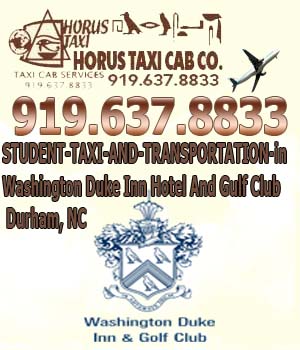 HORUS
TAXI
TAXI CAB SERVICES
919.637.8833
HORUS TAXI CAB CO.
919.637.8833
919.637.8833
STUDENT-TAXI-AND-TRANSPORTATION-in
Washington Duke Inn Hotel And Gulf Club
Durham, NC
Washington Duke
Inn & Golf Club